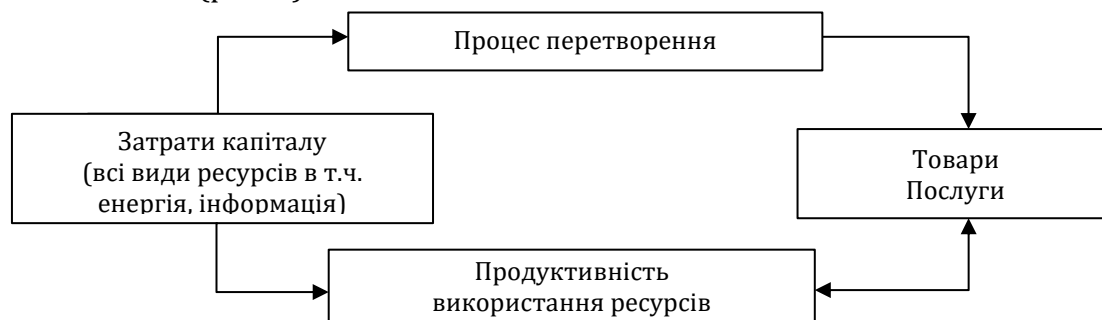 Процес перетворення
Затрати капіталу
(всі види ресурсів в т.ч.
енергія, інформація)
Товари
Послуги
Продуктивність
використання ресурсів